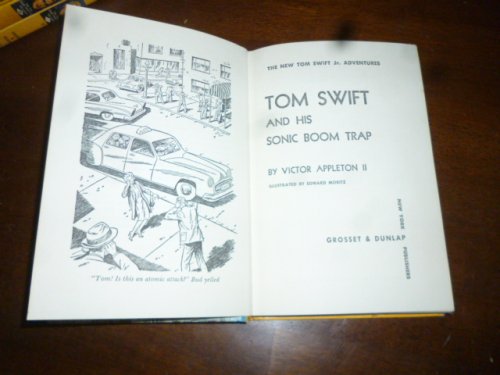 "Tom! Is this an atomic attack?" Bud yelled
THE NEW TOM SWIFT Jr. ADVENTURES
TOM SWIFT
AND HIS
SONIC BOOM TRAP
BY VICTOR APPLETON II
ILLUSTRATED BY EDWARD MORITZ
GROSSET & DUNLAP
NEW YORK
PUBLISHERS